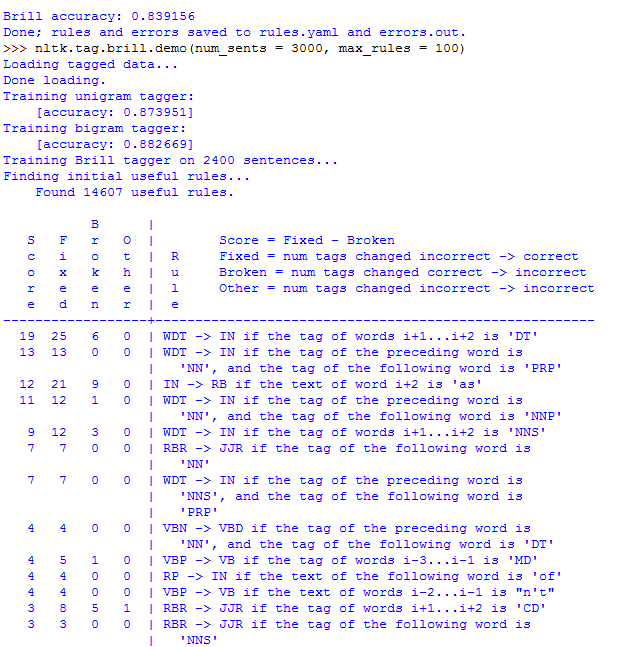 Brill accuracy: 0.839156
Done; rules and errors saved to rules.yaml and errors.out.
>>> nltk.tag.brill.demo(num_sents = 3000, max_rules = 100)
Loading tagged data...
Done loading.
Training unigram tagger:
    [accuracy: 0.873951]
Training bigram tagger:
    [accuracy: 0.882669]
Training Brill tagger on 2400 sentences...
Finding initial useful rules...
    Found 14607 useful rules.

           B      |
   S   F   r   O  |        Score = Fixed - Broken
   c   i   o   t  |  R     Fixed = num tags changed incorrect -> correct
   o   x   k   h  |  u     Broken = num tags changed correct -> incorrect
   r   e   e   e  |  l     Other = num tags changed incorrect -> incorrect
   e   d   n   r  |  e
------------------+-------------------------------------------------------
  19  25   6   0  | WDT -> IN if the tag of words i+1...i+2 is 'DT'
  13  13   0   0  | WDT -> IN if the tag of the preceding word is
                  |   'NN', and the tag of the following word is 'PRP'
  12  21   9   0  | IN -> RB if the text of word i+2 is 'as'
  11  12   1   0  | WDT -> IN if the tag of the preceding word is
                  |   'NN', and the tag of the following word is 'NNP'
   9  12   3   0  | WDT -> IN if the tag of words i+1...i+2 is 'NNS'
   7   7   0   0  | RBR -> JJR if the tag of the following word is
                  |   'NN'
   7   7   0   0  | WDT -> IN if the tag of the preceding word is
                  |   'NNS', and the tag of the following word is
                  |   'PRP'
   4   4   0   0  | VBN -> VBD if the tag of the preceding word is
                  |   'NN', and the tag of the following word is 'DT'
   4   5   1   0  | VBP -> VB if the tag of words i-3...i-1 is 'MD'
   4   4   0   0  | RP -> IN if the text of the following word is 'of'
   4   4   0   0  | VBP -> VB if the text of words i-2...i-1 is "n't"
   3   8   5   1  | RBR -> JJR if the tag of words i+1...i+2 is 'CD'
   3   3   0   0  | RBR -> JJR if the tag of the following word is
                  |   'NNS'